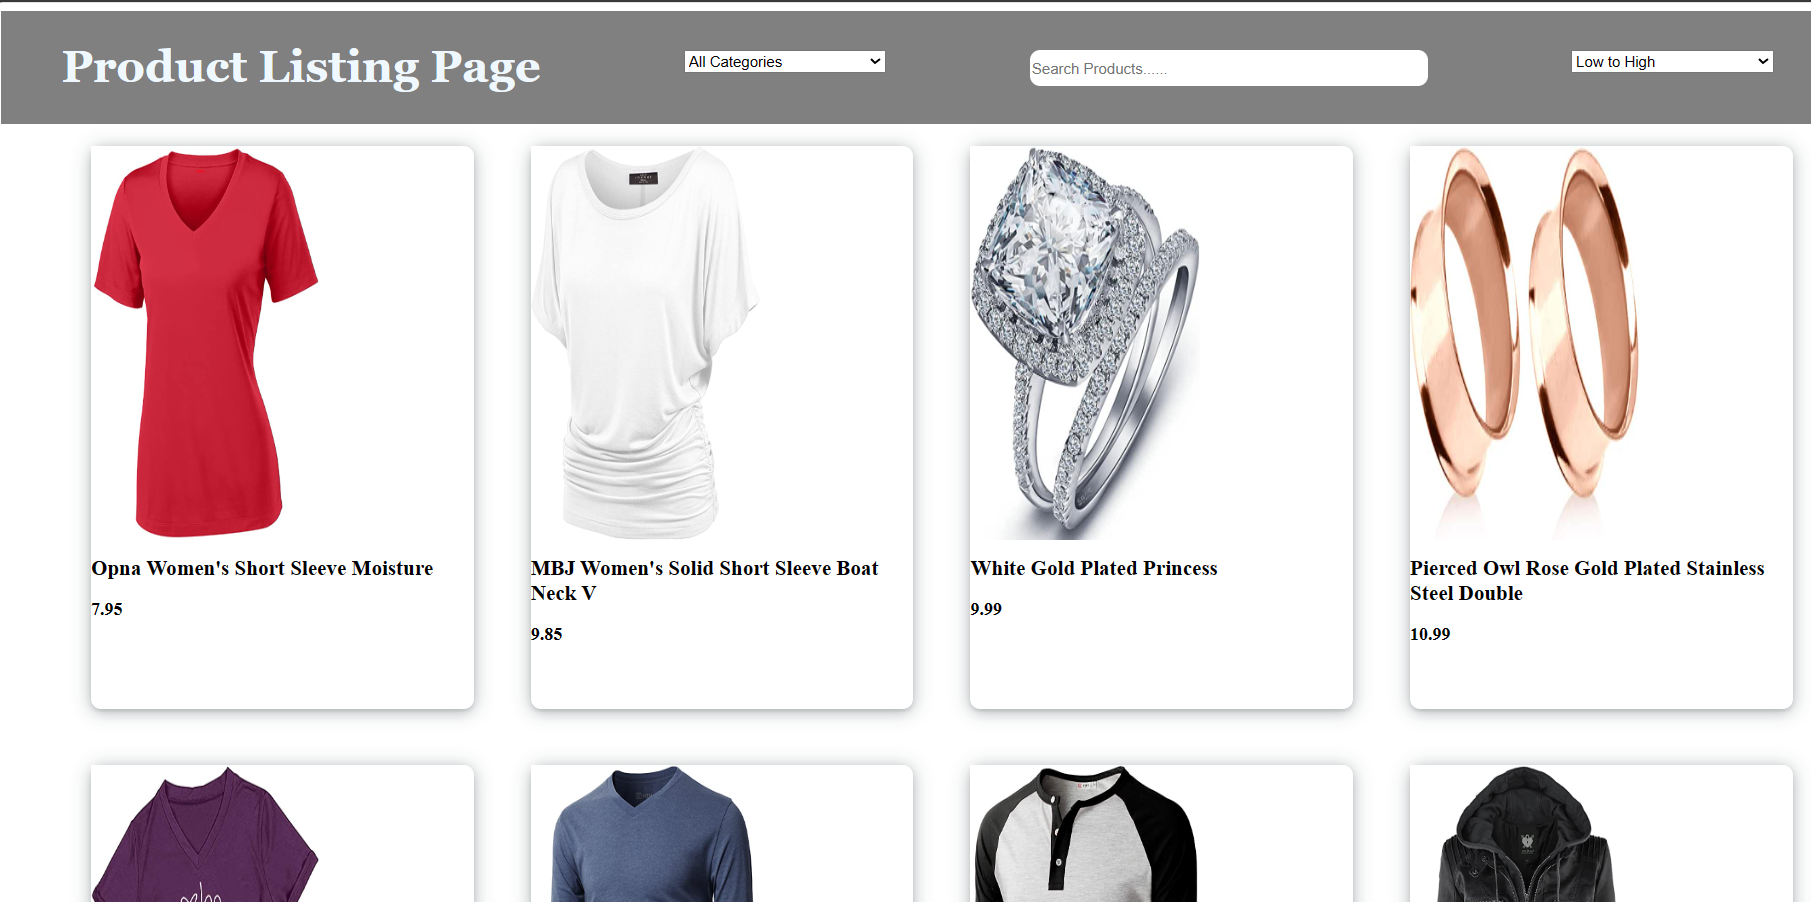 Product Listing Page
All Categories
Search Products......
Low to High
Opna Women's Short Sleeve Moisture
7.95
MBJ Women's Solid Short Sleeve Boat
Neck V
9.85
White Gold Plated Princess
9.99
Pierced Owl Rose Gold Plated Stainless
Steel Double
10.99